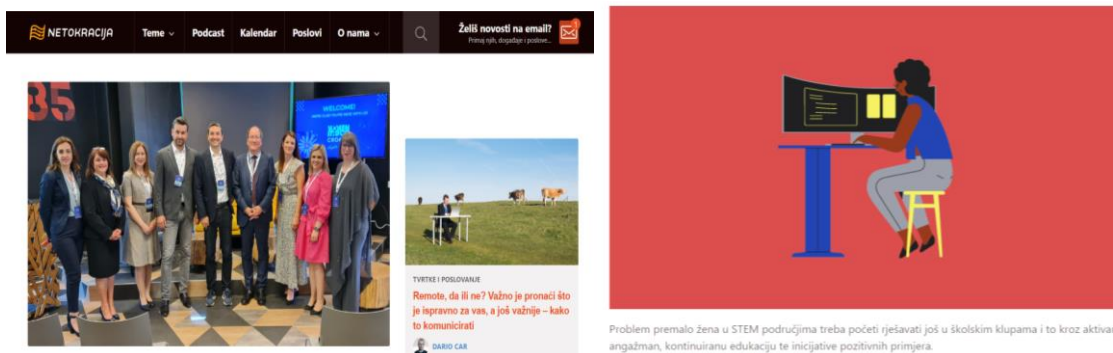 NETOKRACIJA
Teme
Podcast
Kalendar
Poslovi
O nama
Želiš novosti na email?
Primaj njih, događaje i poslove...
1
35
WELCOME!
TVRTKE I POSLOVANJE
Remote, da ili ne? Važno je pronaći što
je ispravno za vas, a još važnije – kako
to komunicirati
DARIO CAR
Problem premalo žena u STEM područjima treba početi rješavati još u školskim klupama i to kroz aktivan
angažman, kontinuiranu edukaciju te inicijative pozitivnih primjera.